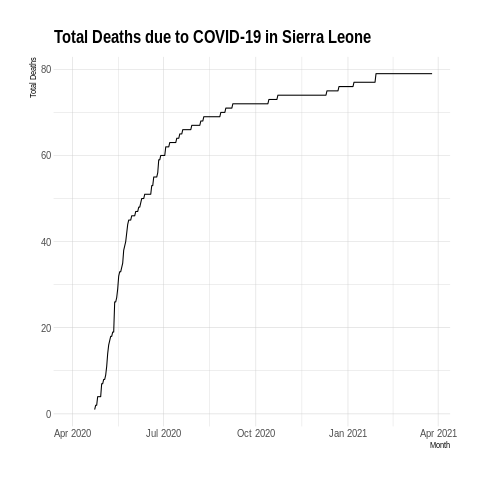 Total Deaths due to COVID-19 in Sierra Leone
Total Deaths
80
60
40
20
0
Apr 2020 Jul 2020 Oct 2020 Jan 2021 Apr 2021
Month